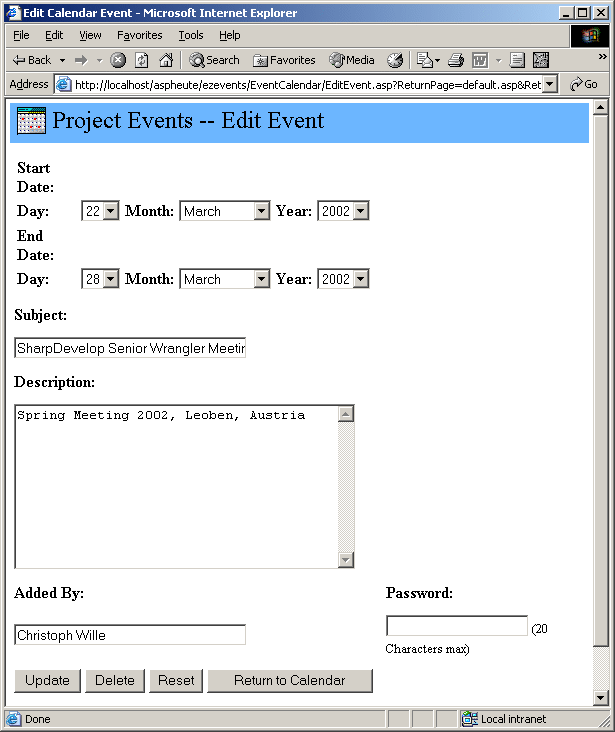 Edit Calendar Event - Microsoft Internet Explorer
File Edit View Favorites Tools Help
Back Search Favorites Media
Address http://localhost/aspheute/ezevents/EventCalendar/EditEvent.asp?ReturnPage=default.asp&Ret Go
Project Events -- Edit Event
Start
Date:
Day: 22 Month: March Year: 2002
End
Date:
Day: 28 Month: March Year: 2002
Subject:
SharpDevelop Senior Wrangler Meetin
Description:
Spring Meeting 2002, Leoben, Austria
Added By: Password:
Christoph Wille (20
Characters max)
Update Delete Reset Return to Calendar
Done Local intranet